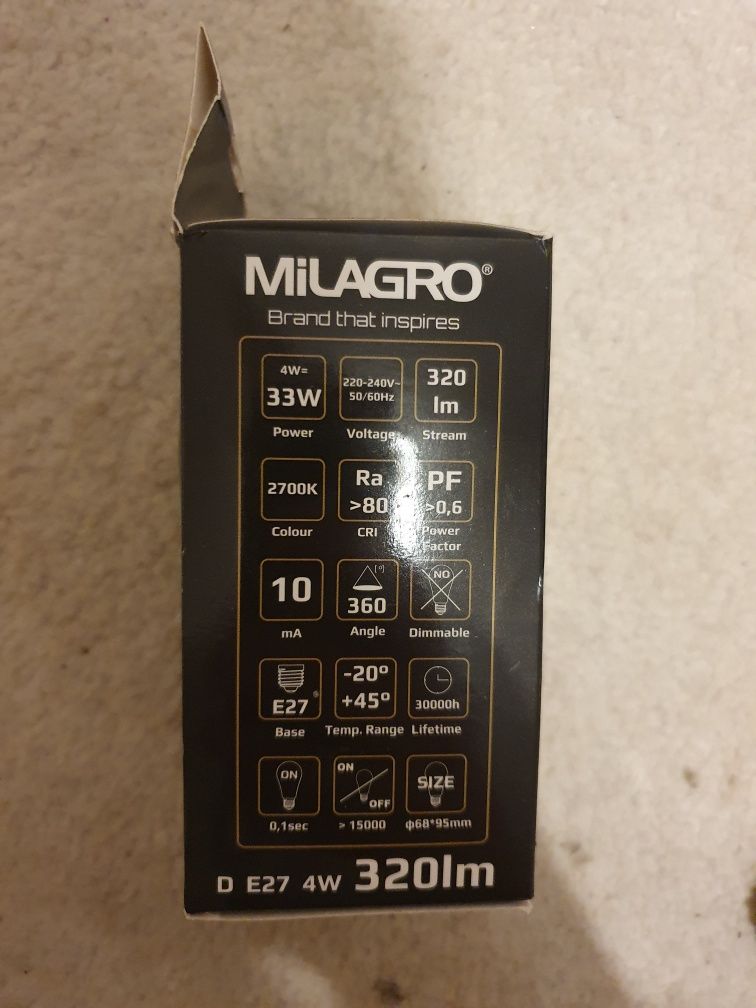 MiLAGRO®
Brand that inspires
4W=
33W
Power
220-240V~
50/60Hz
Voltage
320
lm
Stream
2700K
Colour
Ra
>80
CRI
PF
>0,6
Power
Factor
10
mA
[°]
360
Angle
NO
Dimmable
E27
Base
-20°
+45°
Temp. Range
30000h
Lifetime
ON
0,1sec
ON
OFF
> 15000
SIZE
ф68*95mm
D E27 4W 320lm